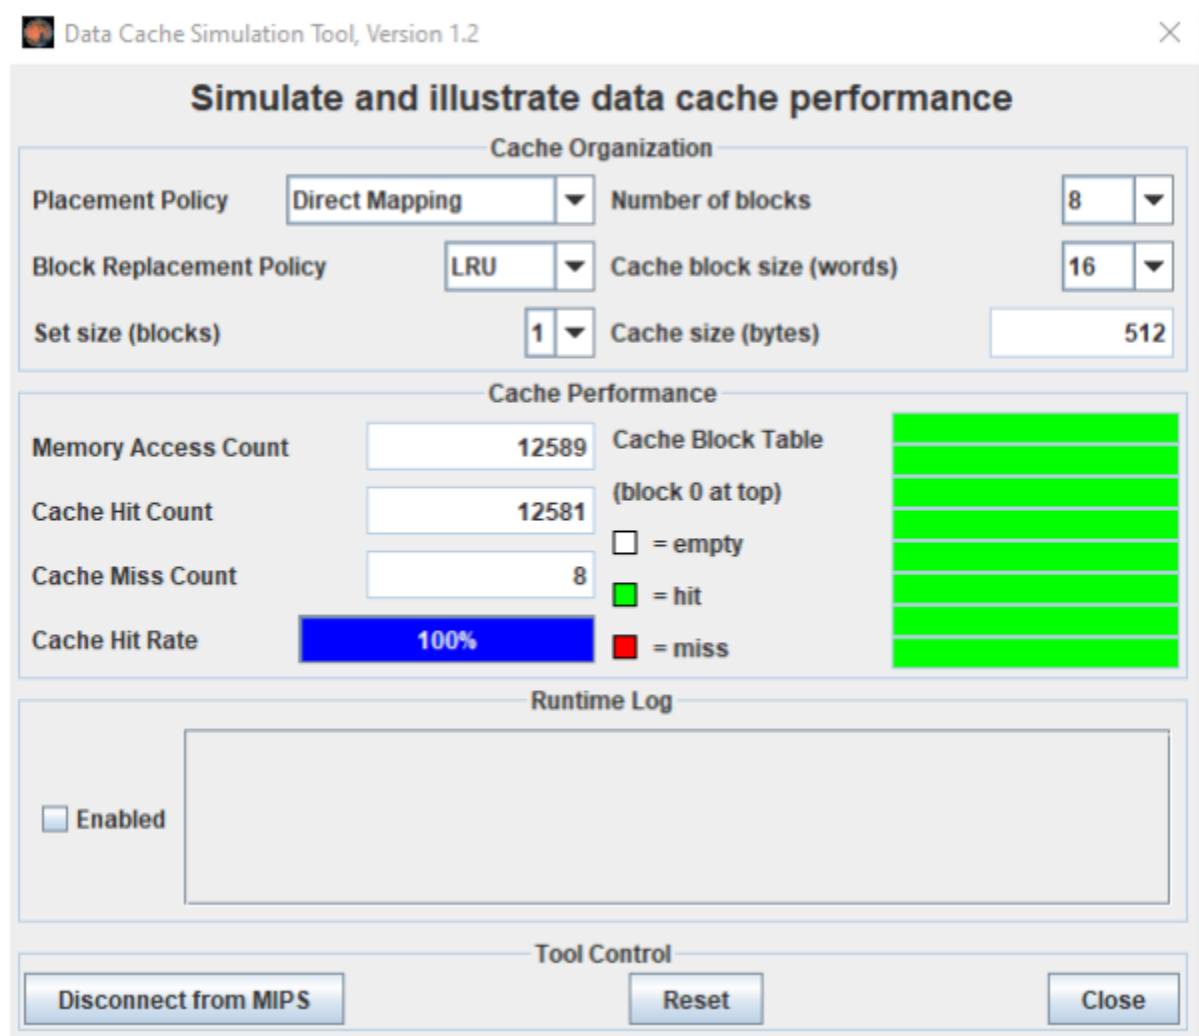 Data Cache Simulation Tool, Version 1.2
Simulate and illustrate data cache performance
Cache Organization
Placement Policy Direct Mapping Number of blocks 8
Block Replacement Policy LRU Cache block size (words) 16
Set size (blocks) 1 Cache size (bytes) 512
Cache Performance
Memory Access Count 12589 Cache Block Table
(block 0 at top)
Cache Hit Count 12581
= empty
Cache Miss Count 8
= hit
Cache Hit Rate 100%
= miss
Runtime Log
Enabled
Tool Control
Disconnect from MIPS Reset Close